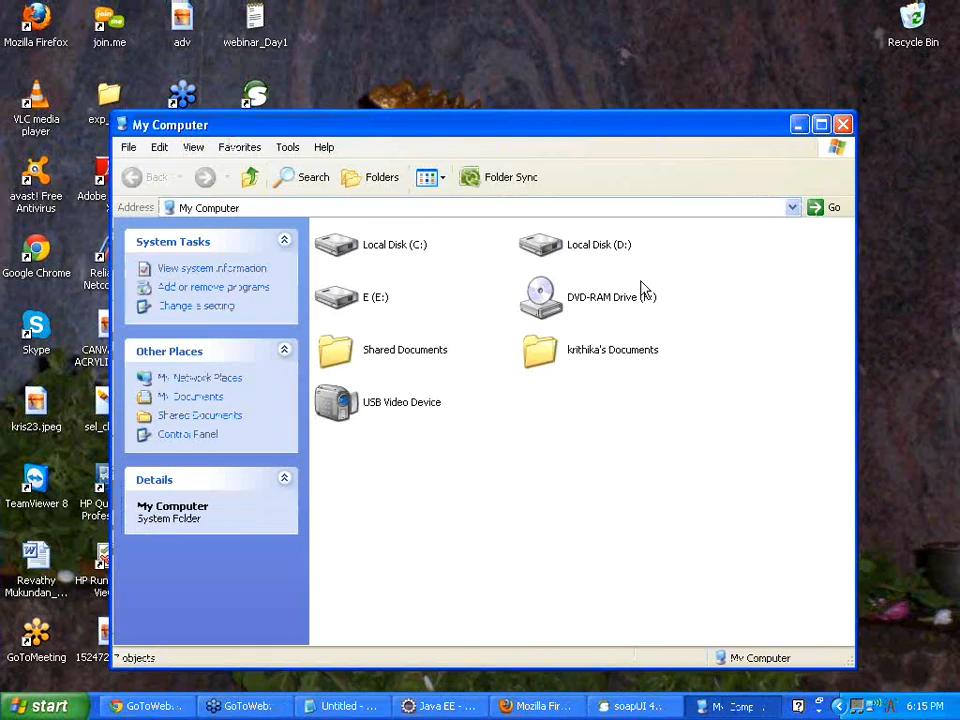 Mozilla Firefox
join.me
adv
webinar_Day1
Recycle Bin
VLC media
player
exp_
avast! Free
Antivirus
Adobe
Google Chrome
Relia
Netco
Skype
CANV
ACRYLI
kris23.jpeg
sel_cl
TeamViewer 8
HP Qu
Profes
Revathy
Mukundan_...
HP Run
Vie
GoToMeeting
15247
My Computer
File Edit View Favorites Tools Help
Back Search Folders Folder Sync
Address My Computer Go
System Tasks
View system information
Add or remove programs
Change a setting
Other Places
My Network Places
My Documents
Shared Documents
Control Panel
Details
My Computer
System Folder
Local Disk (C:)
Local Disk (D:)
E (E:)
DVD-RAM Drive
Shared Documents
krithika's Documents
USB Video Device
7 objects
My Computer
start
GoToWeb...
GoToWeb...
Untitled - ...
Java EE - ...
Mozilla Fir...
soapUI 4...
My Comp...
6:15 PM